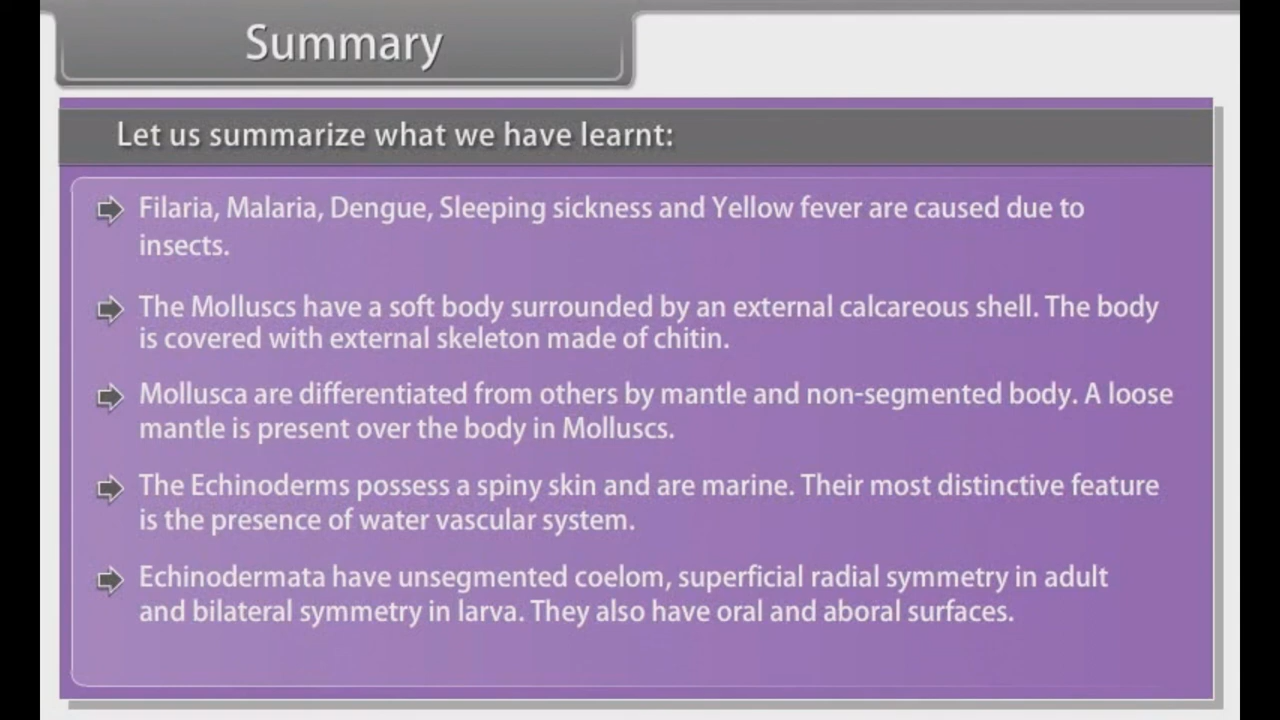 Summary
Let us summarize what we have learnt:
Filaria, Malaria, Dengue, Sleeping sickness and Yellow fever are caused due to
insects.
The Molluscs have a soft body surrounded by an external calcareous shell. The body
is covered with external skeleton made of chitin.
Mollusca are differentiated from others by mantle and non-segmented body. A loose
mantle is present over the body in Molluscs.
The Echinoderms possess a spiny skin and are marine. Their most distinctive feature
is the presence of water vascular system.
Echinodermata have unsegmented coelom, superficial radial symmetry in adult
and bilateral symmetry in larva. They also have oral and aboral surfaces.